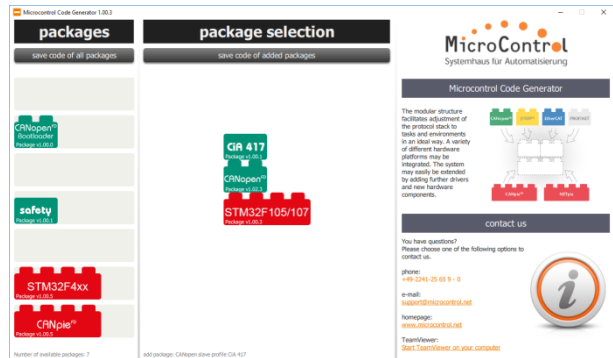 Microcontrol Code Generator 1.00.3
packages
save code of all packages
CANopen®
Bootloader
Package v1.00.0
safety
Package v1.00.1
STM32F4xx
Package v1.00.5
CANpie®
Package v1.00.5
Number of available packages: 7
package selection
save code of added packages
CiA 417
Package v1.00.1
CANopen®
Package v1.02.3
STM32F105/107
Package v1.00.3
add package: CANopen slave profile CiA 417
MicroControl
Systemhaus für Automatisierung
Microcontrol Code Generator
The modular structure
facilitates adjustment of
the protocol stack to
tasks and environments
in an ideal way. A variety
of different hardware
platforms may be
integrated. The system
may easily be extended
by adding further drivers
and new hardware
components.
CANopen®
J1939
EtherCAT
PROFINET
CANpie
NETpie
contact us
You have questions?
Please choose one of the following options to
contact us.
phone:
+49-2241-25 65 9 - 0
e-mail:
support@microcontrol.net
homepage:
www.microcontrol.net
TeamViewer:
Start TeamViewer on your computer
i